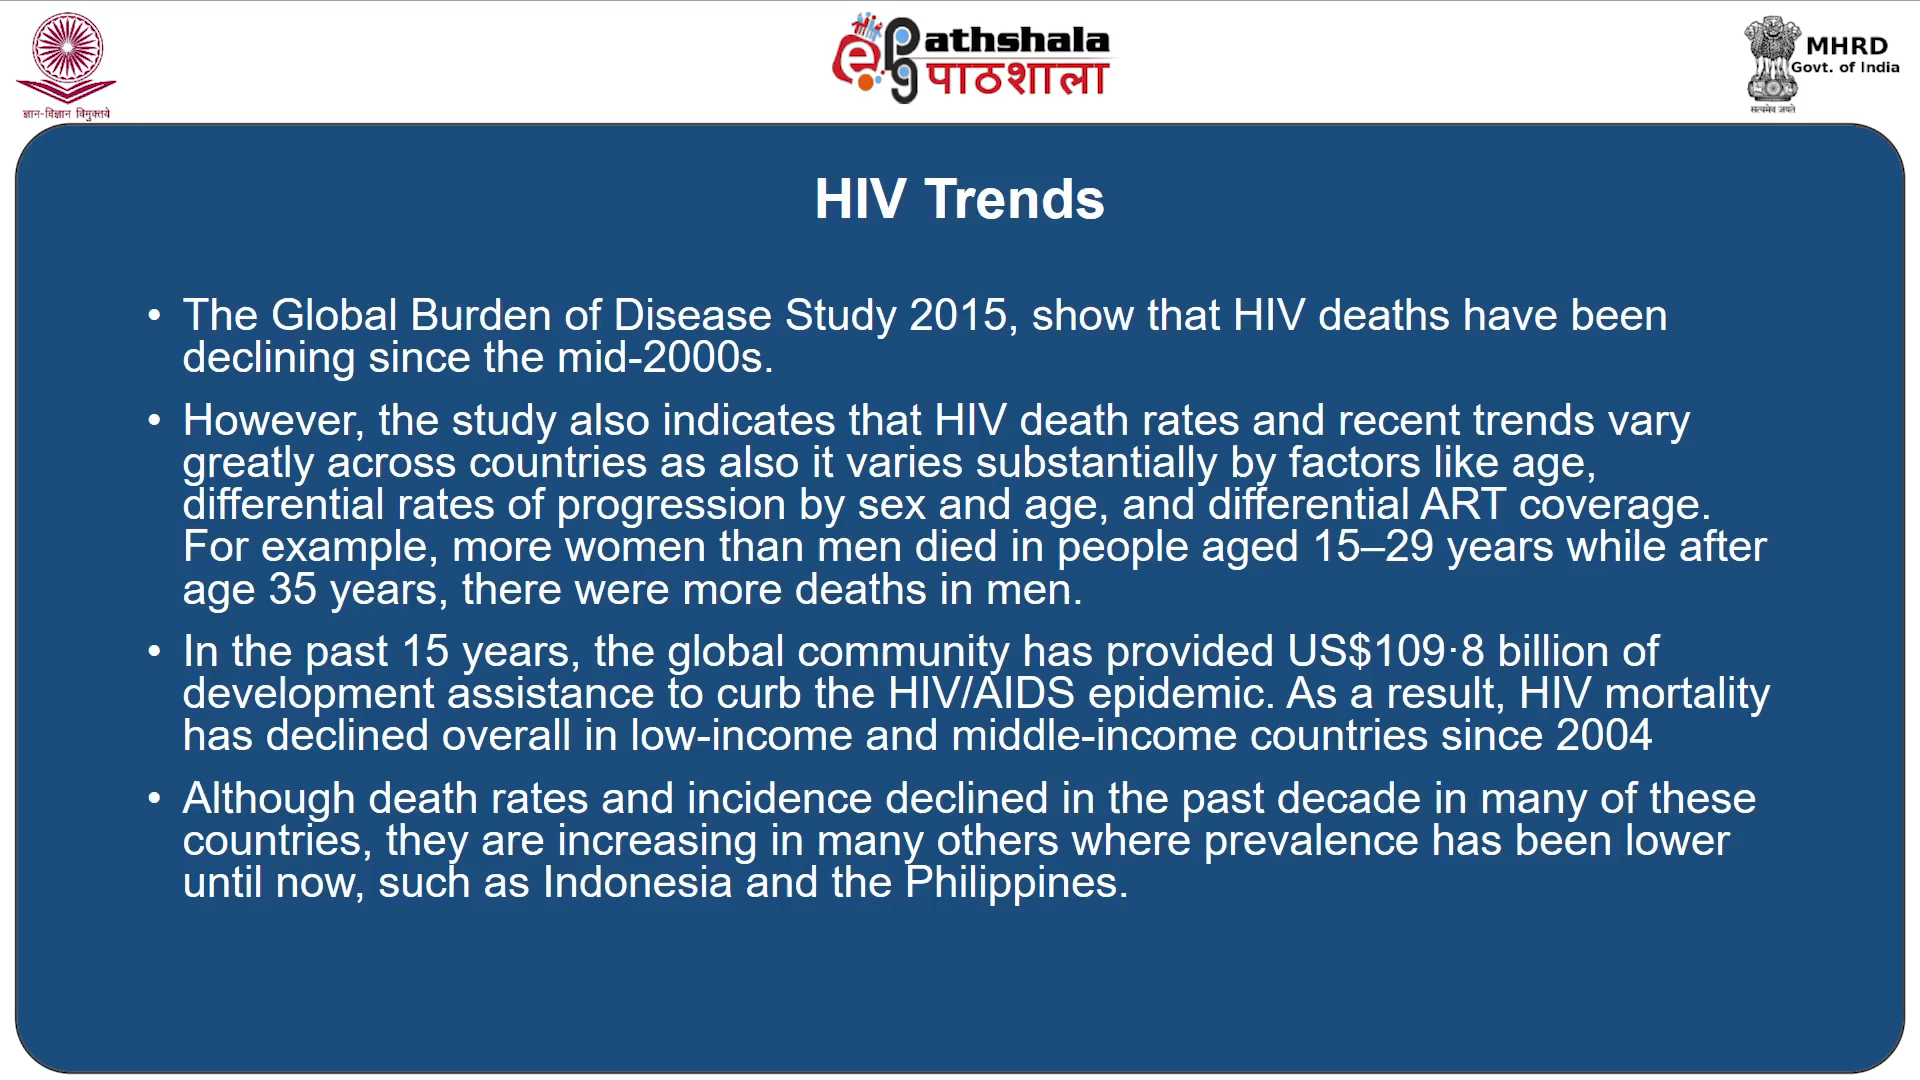 ज्ञान-विज्ञान विमुक्तये
ePG Pathshala
पाठशाला
MHRD
Govt. of India
सत्यमेव जयते
HIV Trends
• The Global Burden of Disease Study 2015, show that HIV deaths have been
declining since the mid-2000s.
• However, the study also indicates that HIV death rates and recent trends vary
greatly across countries as also it varies substantially by factors like age,
differential rates of progression by sex and age, and differential ART coverage.
For example, more women than men died in people aged 15–29 years while after
age 35 years, there were more deaths in men.
• In the past 15 years, the global community has provided US$109·8 billion of
development assistance to curb the HIV/AIDS epidemic. As a result, HIV mortality
has declined overall in low-income and middle-income countries since 2004
• Although death rates and incidence declined in the past decade in many of these
countries, they are increasing in many others where prevalence has been lower
until now, such as Indonesia and the Philippines.